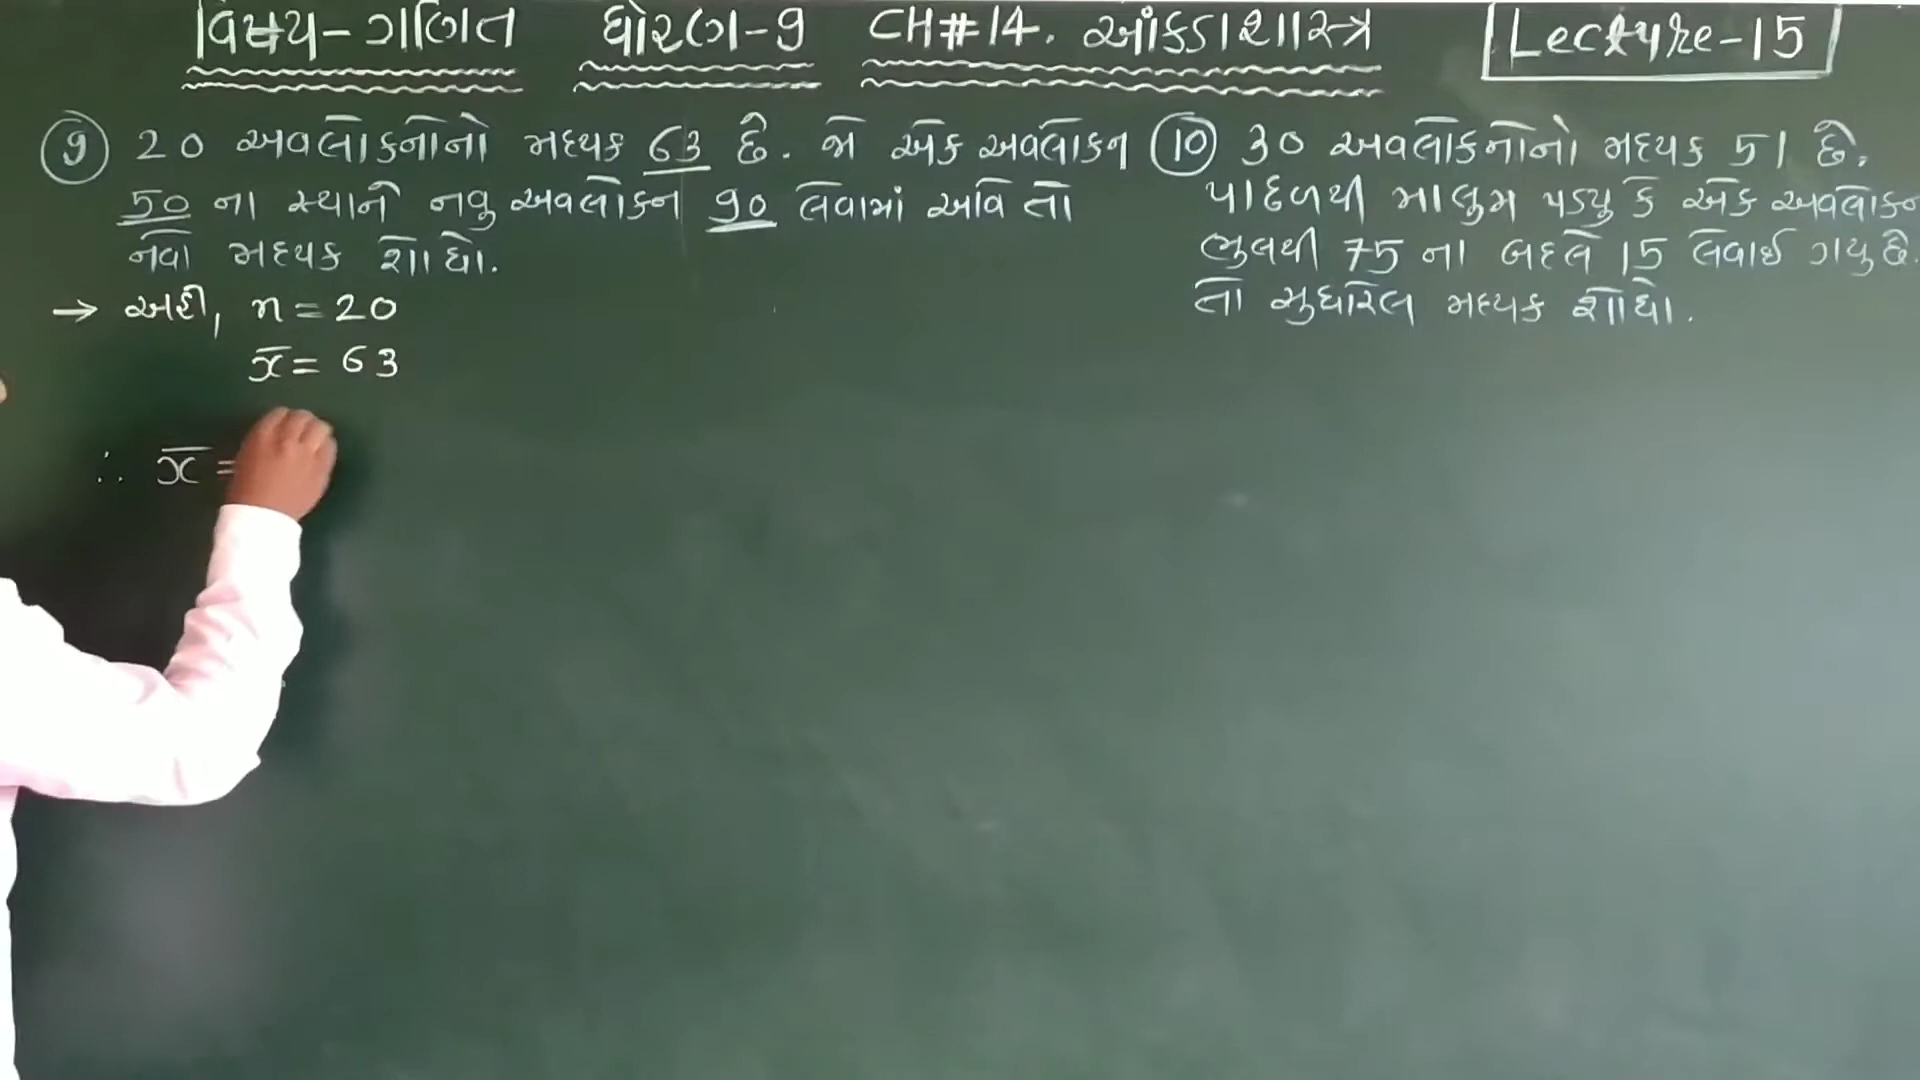 વિષય-ગણિત ધોરણ-9 CH#14. આંકડાશાસ્ત્ર Lecture-15
9 20 અવલોકનોનો મધ્યક 63 છે. જો એક અવલોકન
50 ના સ્થાને નવુ અવલોકન 90 લેવામાં આવે તો
નવો મધ્યક શોધો.
→ અહીં, n = 20
x̄ = 63
∴ x̄ =
10 30 અવલોકનોનો મધ્યક 51 છે.
પાછળથી માલુમ પડ્યુ કે એક અવલોકન
ભુલથી 75 ના બદલે 15 લેવાઈ ગયુ છે.
તો સુધારેલ મધ્યક શોધો.